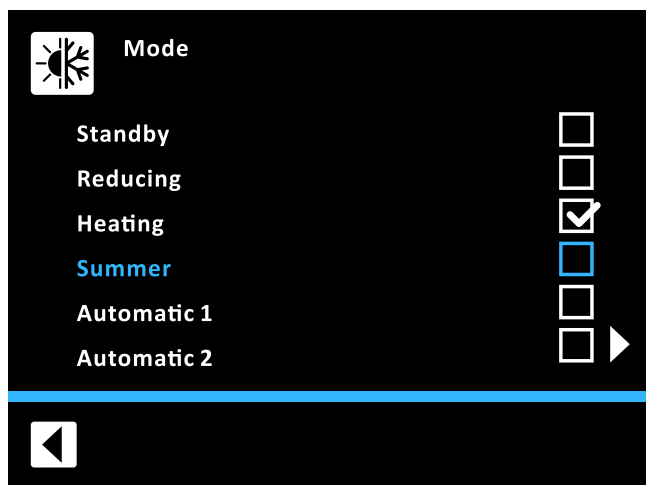 Mode
Standby
Reducing
Heating
Summer
Automatic 1
Automatic 2